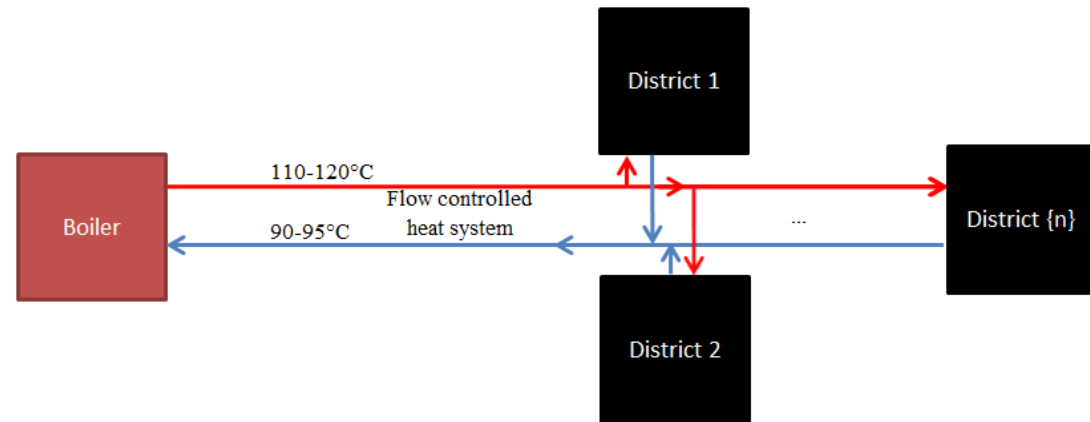 District 1
110-120°C
Flow controlled
heat system
Boiler
90-95°C
...
District {n}
District 2